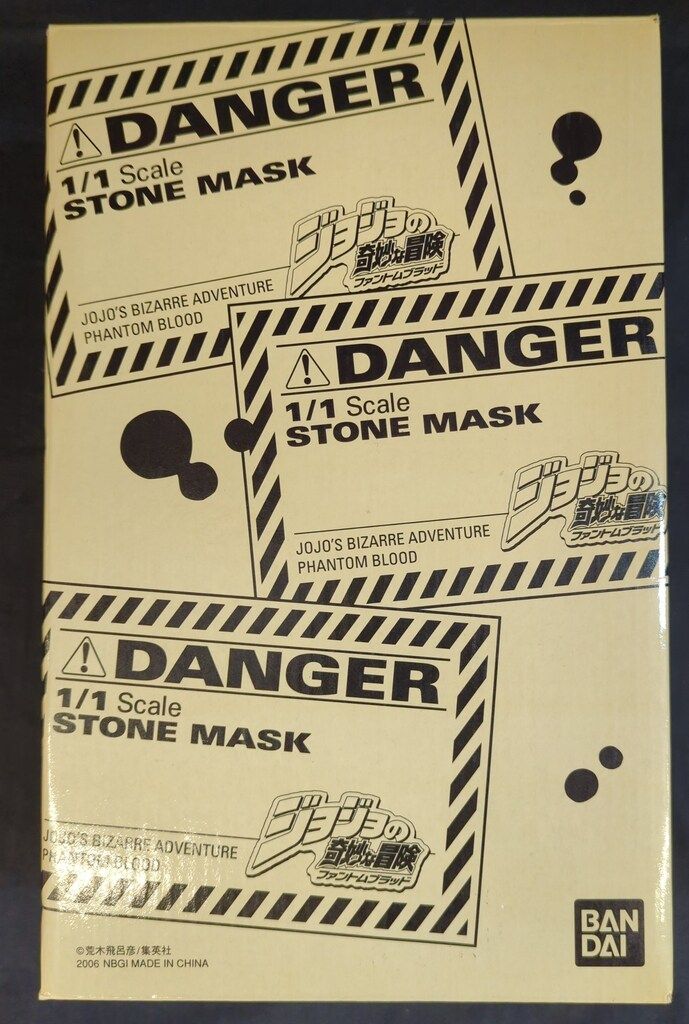 DANGER
1/1 Scale
STONE MASK
ジョジョの
奇妙な冒険
ファントムブラッド
JOJO'S BIZARRE ADVENTURE
PHANTOM BLOOD
DANGER
1/1 Scale
STONE MASK
ジョジョの
奇妙な冒険
ファントムブラッド
JOJO'S BIZARRE ADVENTURE
PHANTOM BLOOD
DANGER
1/1 Scale
STONE MASK
ジョジョの
奇妙な冒険
ファントムブラッド
JOJO'S BIZARRE ADVENTURE
PHANTOM BLOOD
©荒木飛呂彦/集英社
2006 NBGI MADE IN CHINA
BAN
DAI